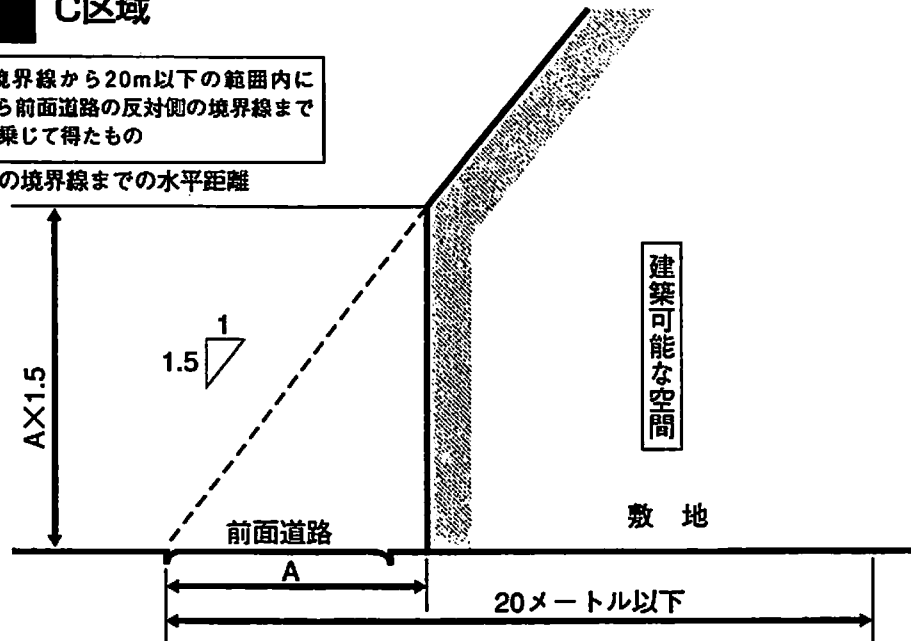 C区域
境界線から20m以下の範囲内に
ら前面道路の反対側の境界線まで
乗じて得たもの
の境界線までの水平距離
1
1.5
A×1.5
建築可能な空間
前面道路
敷 地
A
20メートル以下